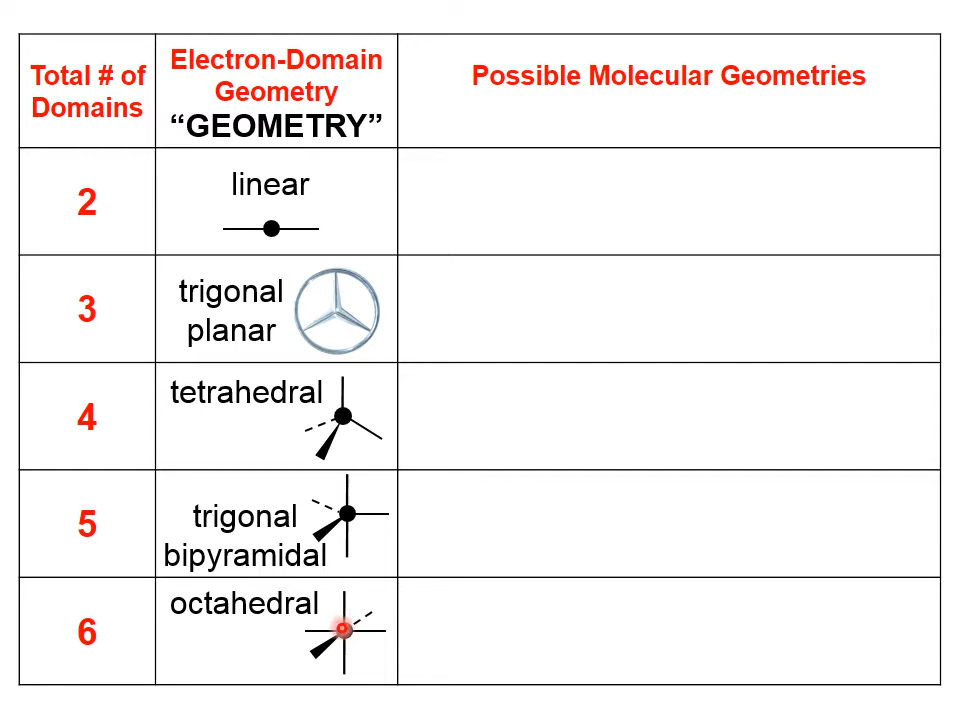 Total # of
Domains
Electron-Domain
Geometry
“GEOMETRY”
Possible Molecular Geometries
2
linear
3
trigonal
planar
4
tetrahedral
5
trigonal
bipyramidal
6
octahedral